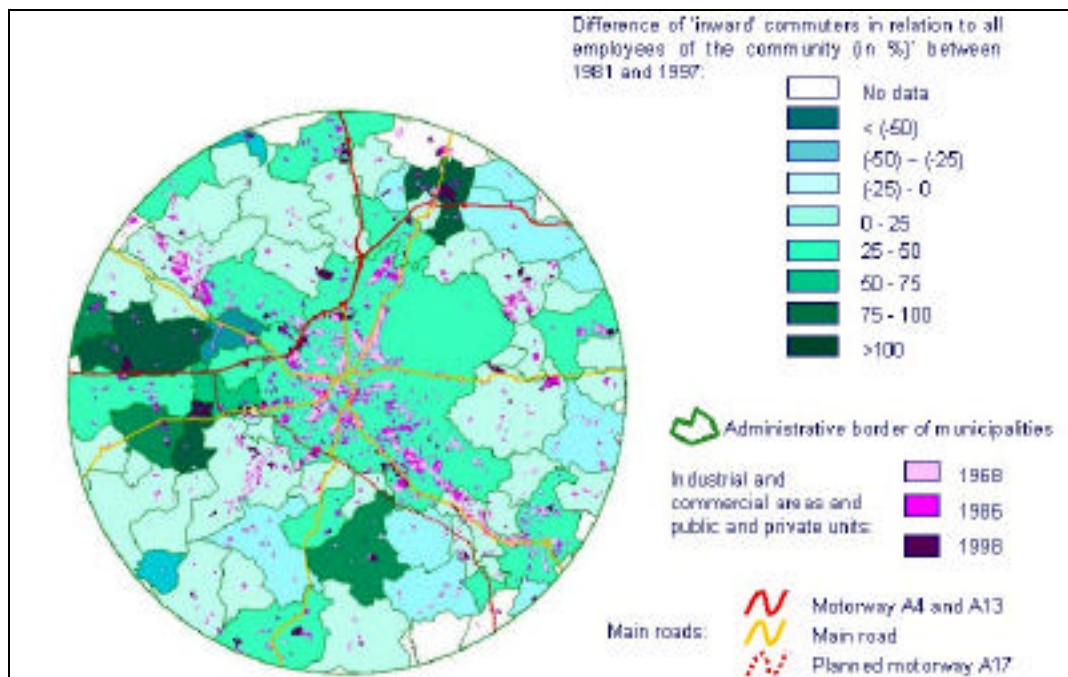 Difference of 'inward' commuters in relation to all
employees of the community (in %)' between
1981 and 1997:
No data
< (-50)
(-50) – (-25)
(-25) - 0
0 - 25
25 - 50
50 - 75
75 - 100
>100
Administrative border of municipalities
Industrial and
commercial areas and
public and private units:
1968
1986
1998
Main roads:
Motorway A4 and A13
Main road
Planned motorway A17